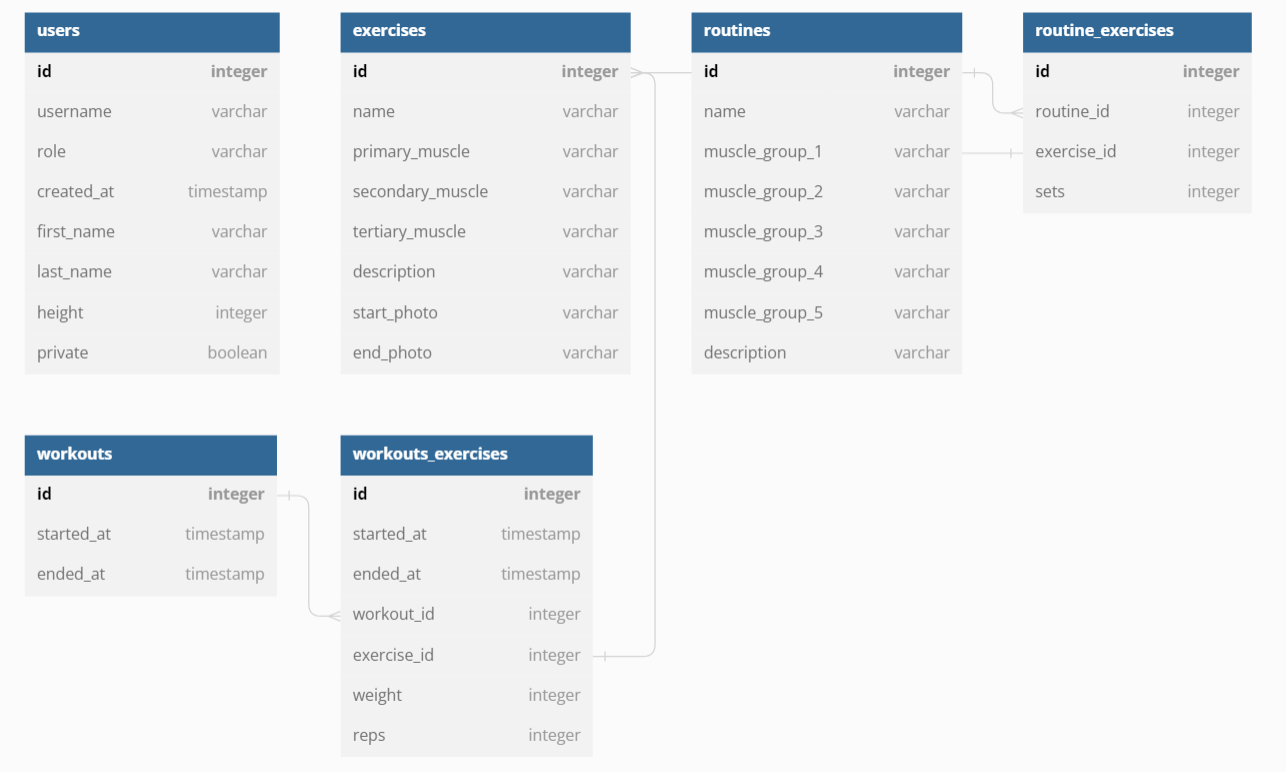 users
id integer
username varchar
role varchar
created_at timestamp
first_name varchar
last_name varchar
height integer
private boolean
exercises
id integer
name varchar
primary_muscle varchar
secondary_muscle varchar
tertiary_muscle varchar
description varchar
start_photo varchar
end_photo varchar
routines
id integer
name varchar
muscle_group_1 varchar
muscle_group_2 varchar
muscle_group_3 varchar
muscle_group_4 varchar
muscle_group_5 varchar
description varchar
routine_exercises
id integer
routine_id integer
exercise_id integer
sets integer
workouts
id integer
started_at timestamp
ended_at timestamp
workouts_exercises
id integer
started_at timestamp
ended_at timestamp
workout_id integer
exercise_id integer
weight integer
reps integer